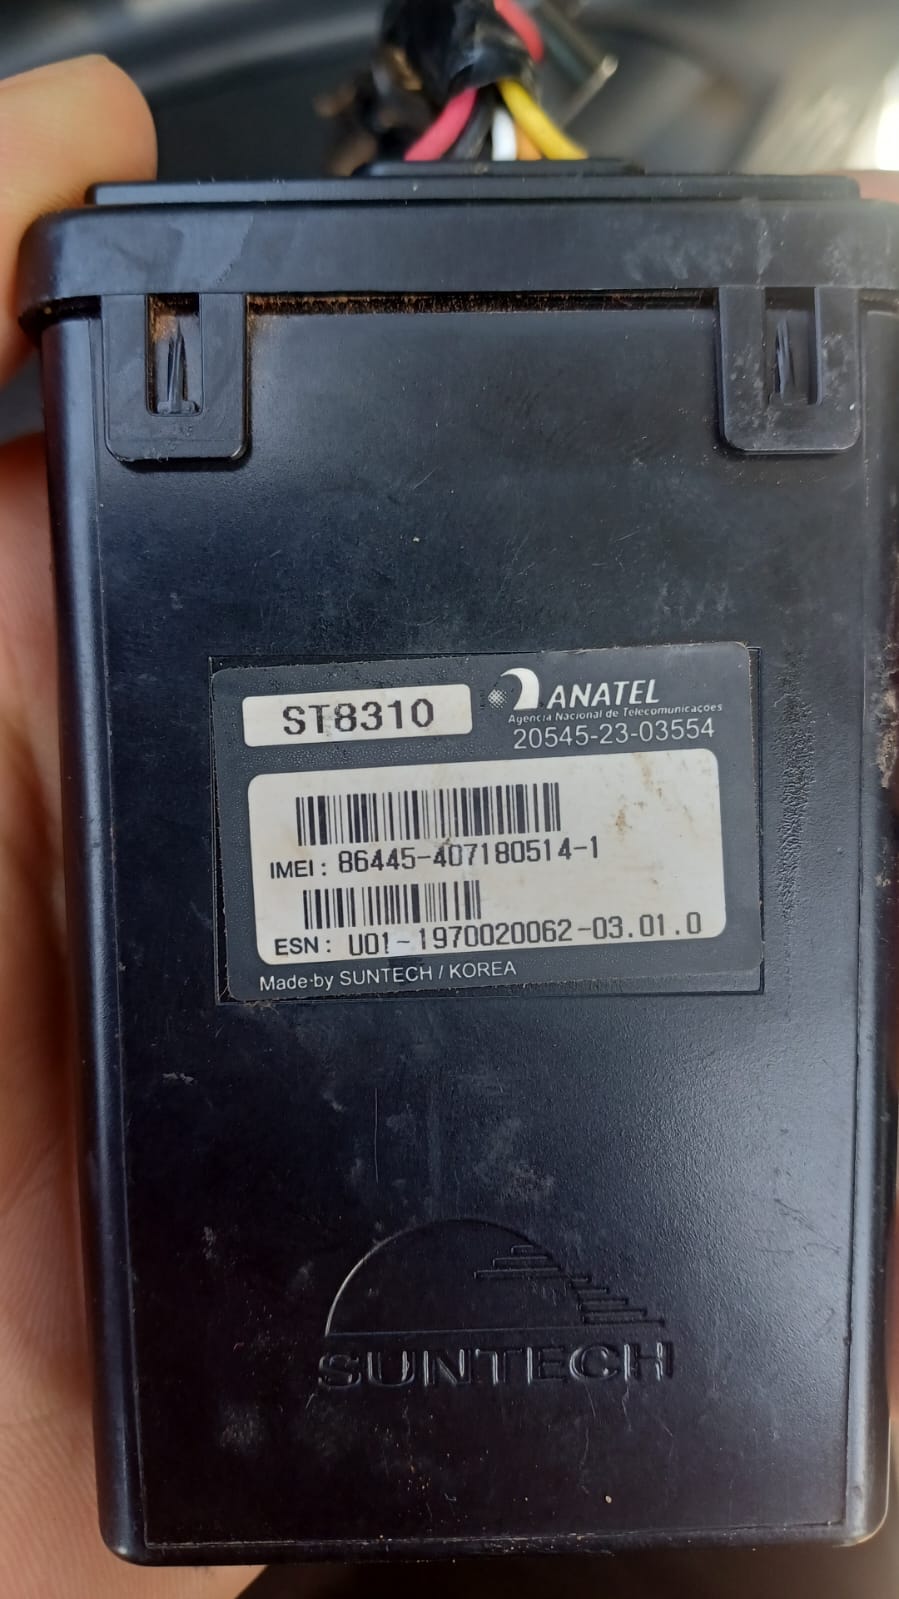 ST8310
ANATEL
Agencia Nacional de Telecomunicações
20545-23-03554
IMEI: 86445-407180514-1
ESN: U01-1970020062-03.01.0
Made by SUNTECH / KOREA
SUNTECH